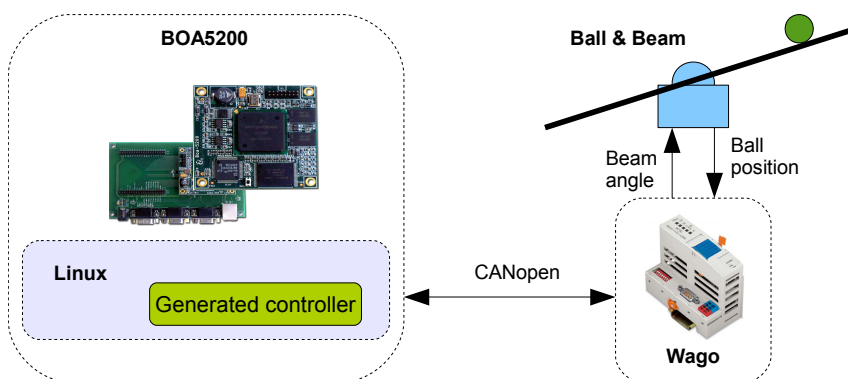 BOA5200
Ball & Beam
Beam
angle
Ball
position
Linux
CANopen
Generated controller
Wago